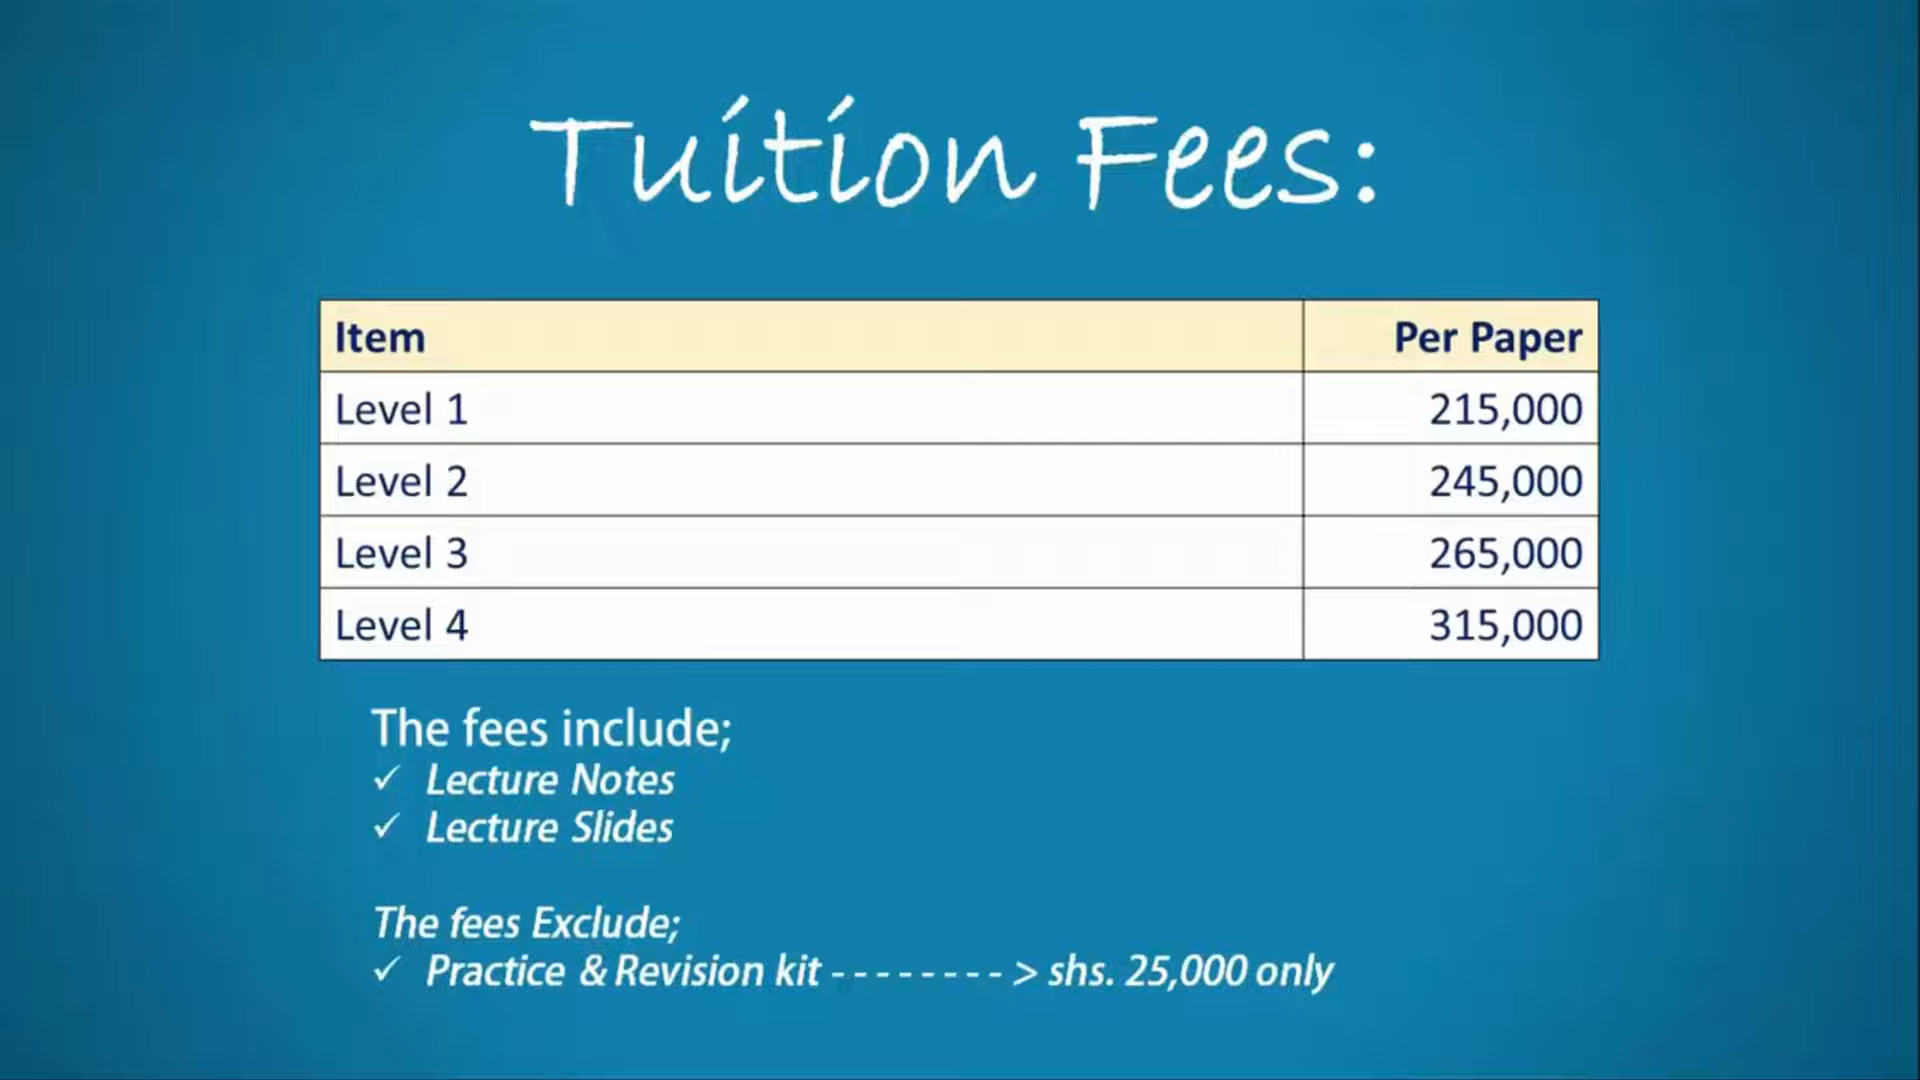 Tuition Fees:
Item Per Paper
Level 1 215,000
Level 2 245,000
Level 3 265,000
Level 4 315,000
The fees include;
✓ Lecture Notes
✓ Lecture Slides
The fees Exclude;
✓ Practice & Revision kit - - - - - - - - > shs. 25,000 only